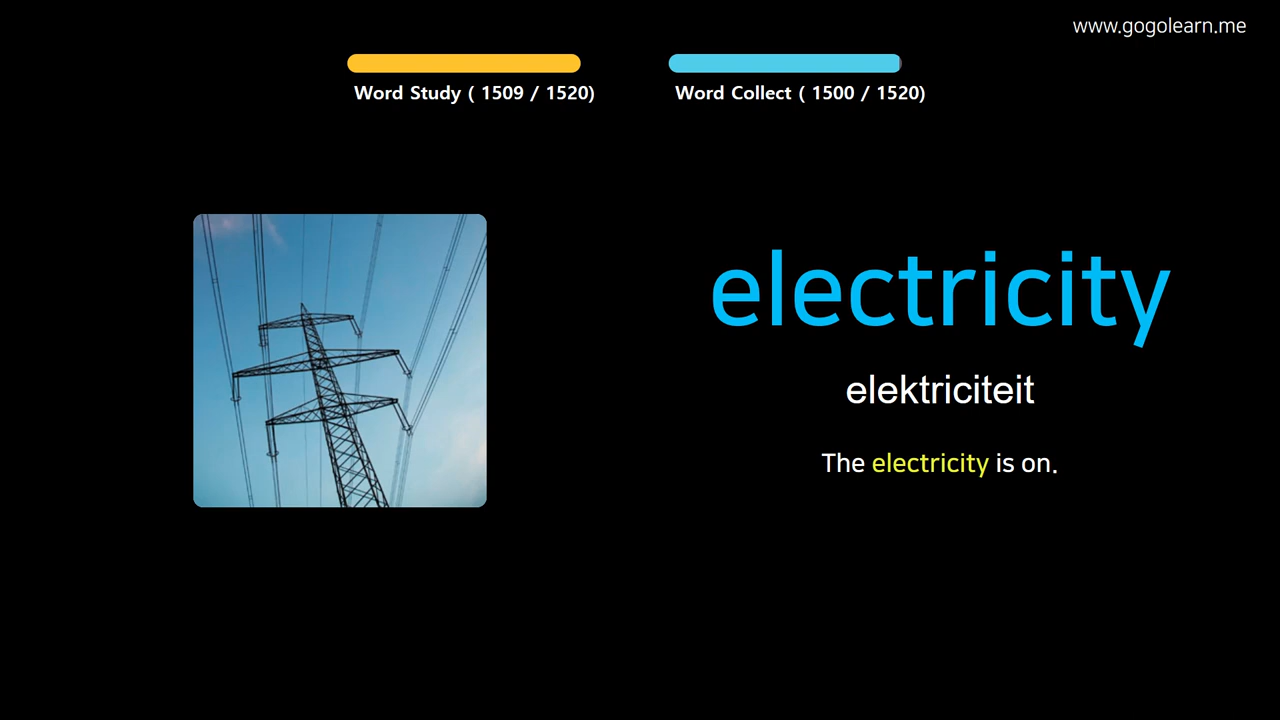 www.gogolearn.me
Word Study ( 1509 / 1520)
Word Collect ( 1500 / 1520)
electricity
elektriciteit
The electricity is on.